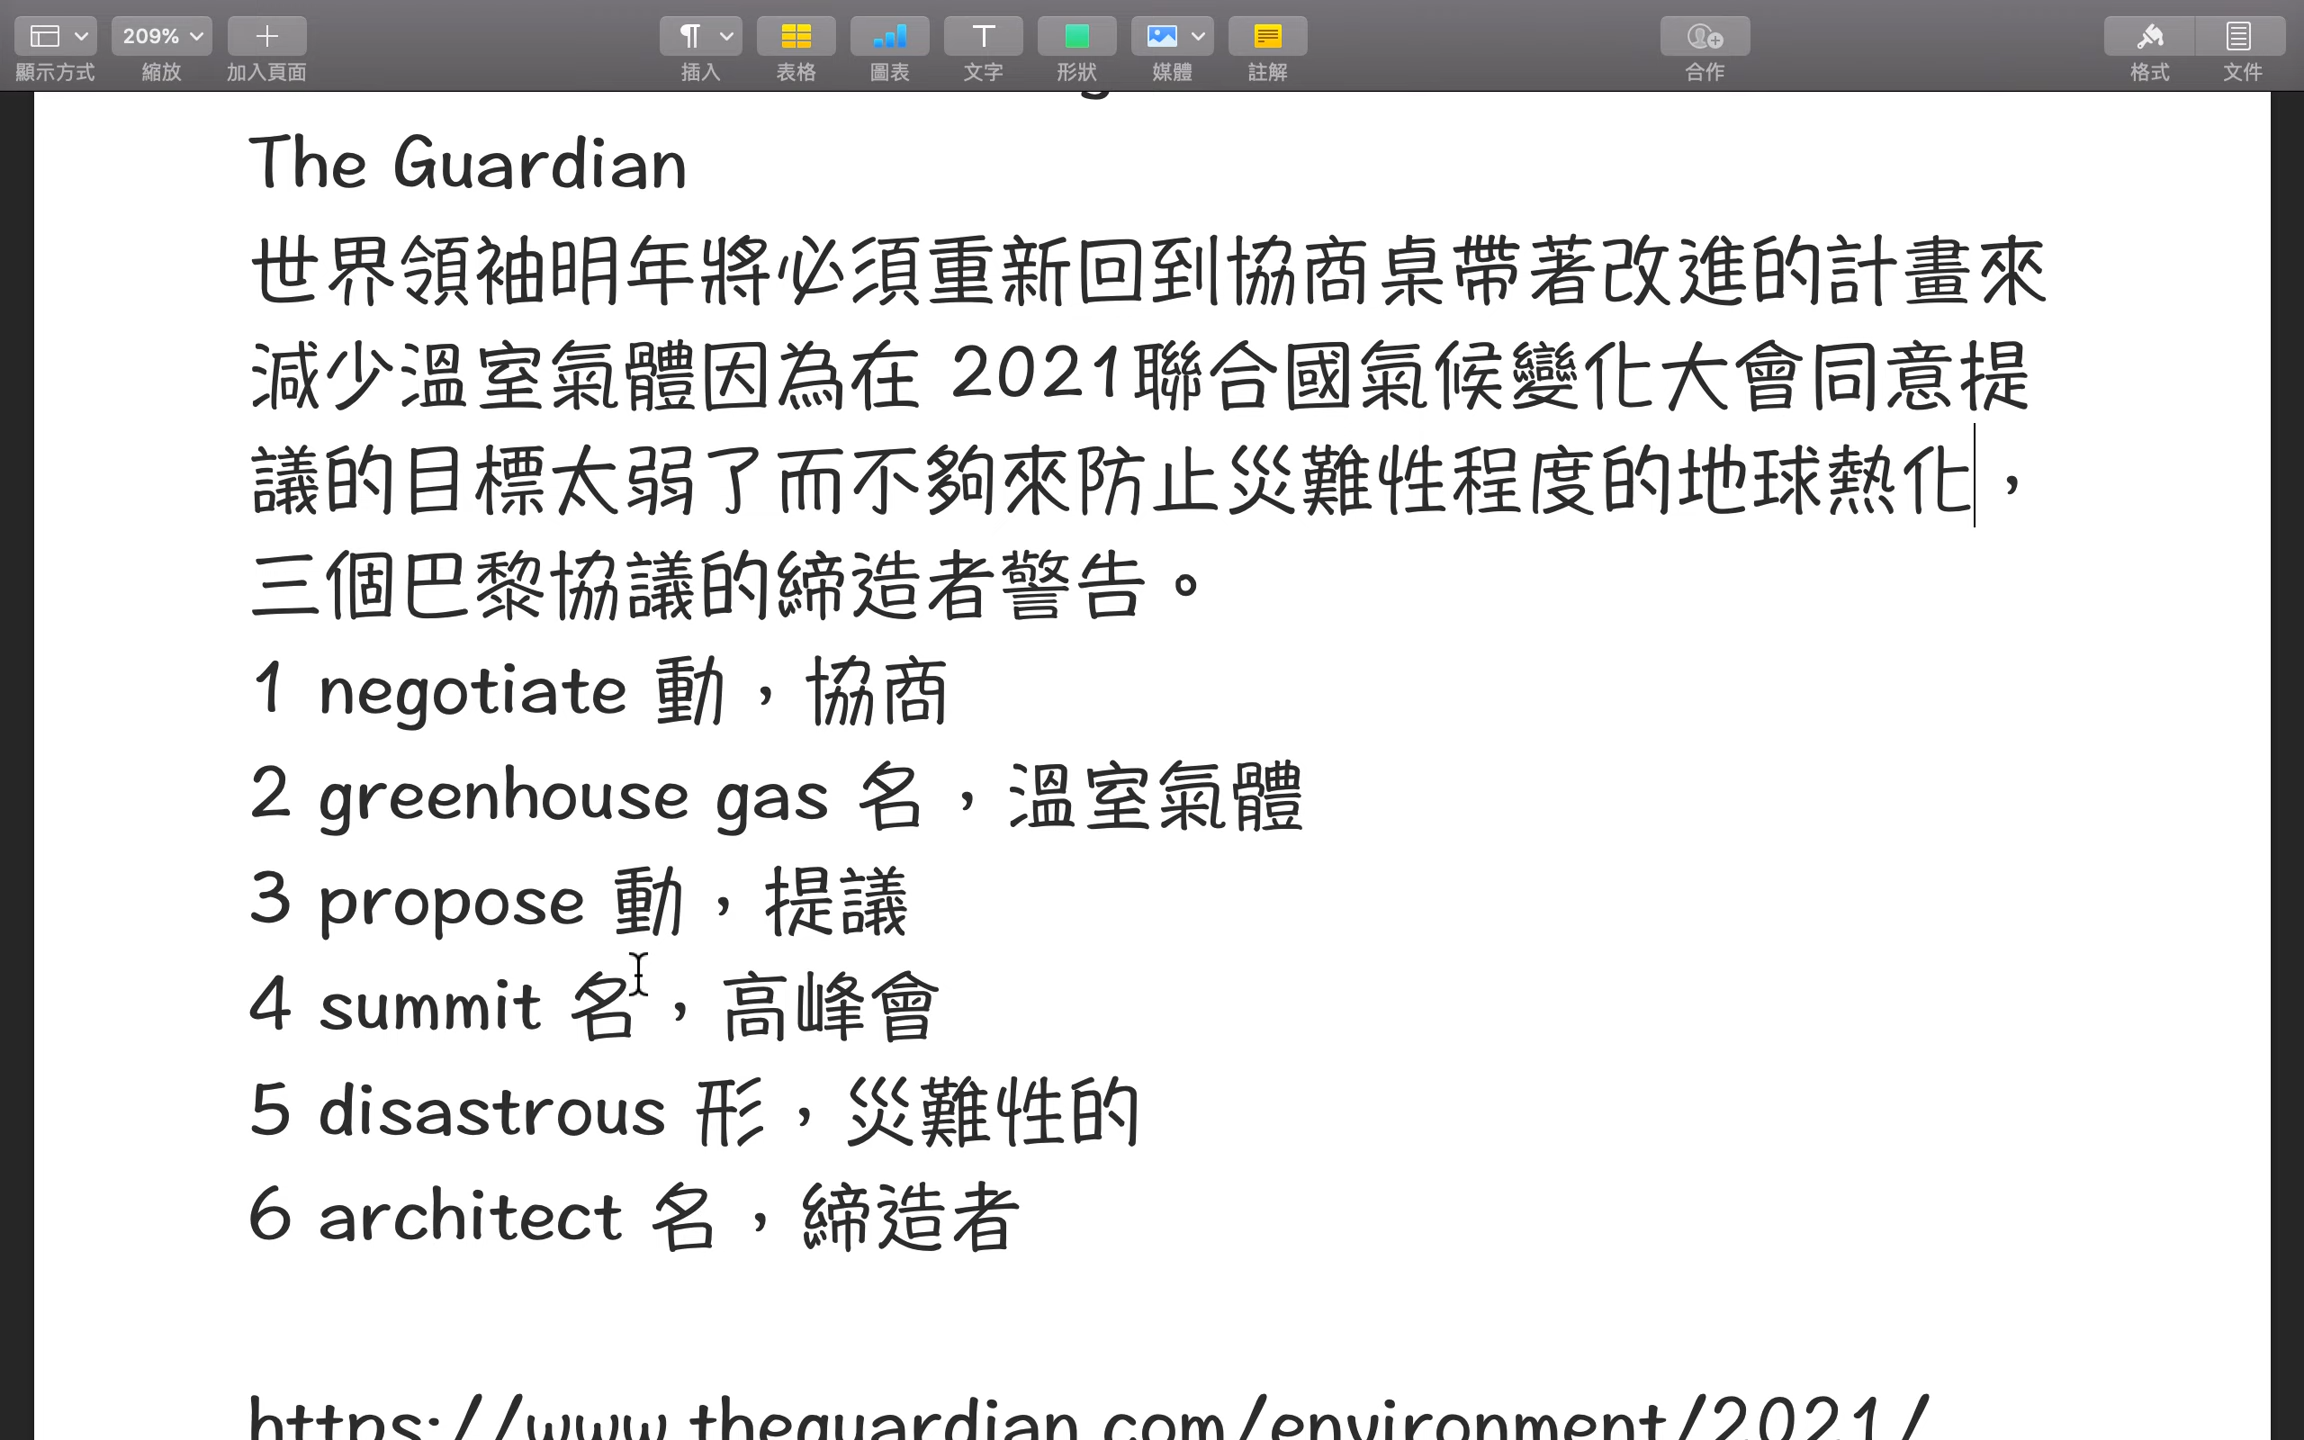 209%
顯示方式 縮放 加入頁面 插入 表格 圖表 文字 形狀 媒體 註解 合作 格式 文件
The Guardian
世界領袖明年將必須重新回到協商桌帶著改進的計畫來
減少溫室氣體因為在 2021聯合國氣候變化大會同意提
議的目標太弱了而不夠來防止災難性程度的地球熱化，
三個巴黎協議的締造者警告。
1 negotiate 動，協商
2 greenhouse gas 名，溫室氣體
3 propose 動，提議
4 summit 名，高峰會
5 disastrous 形，災難性的
6 architect 名，締造者
https://www.theguardian.com/environment/2021/